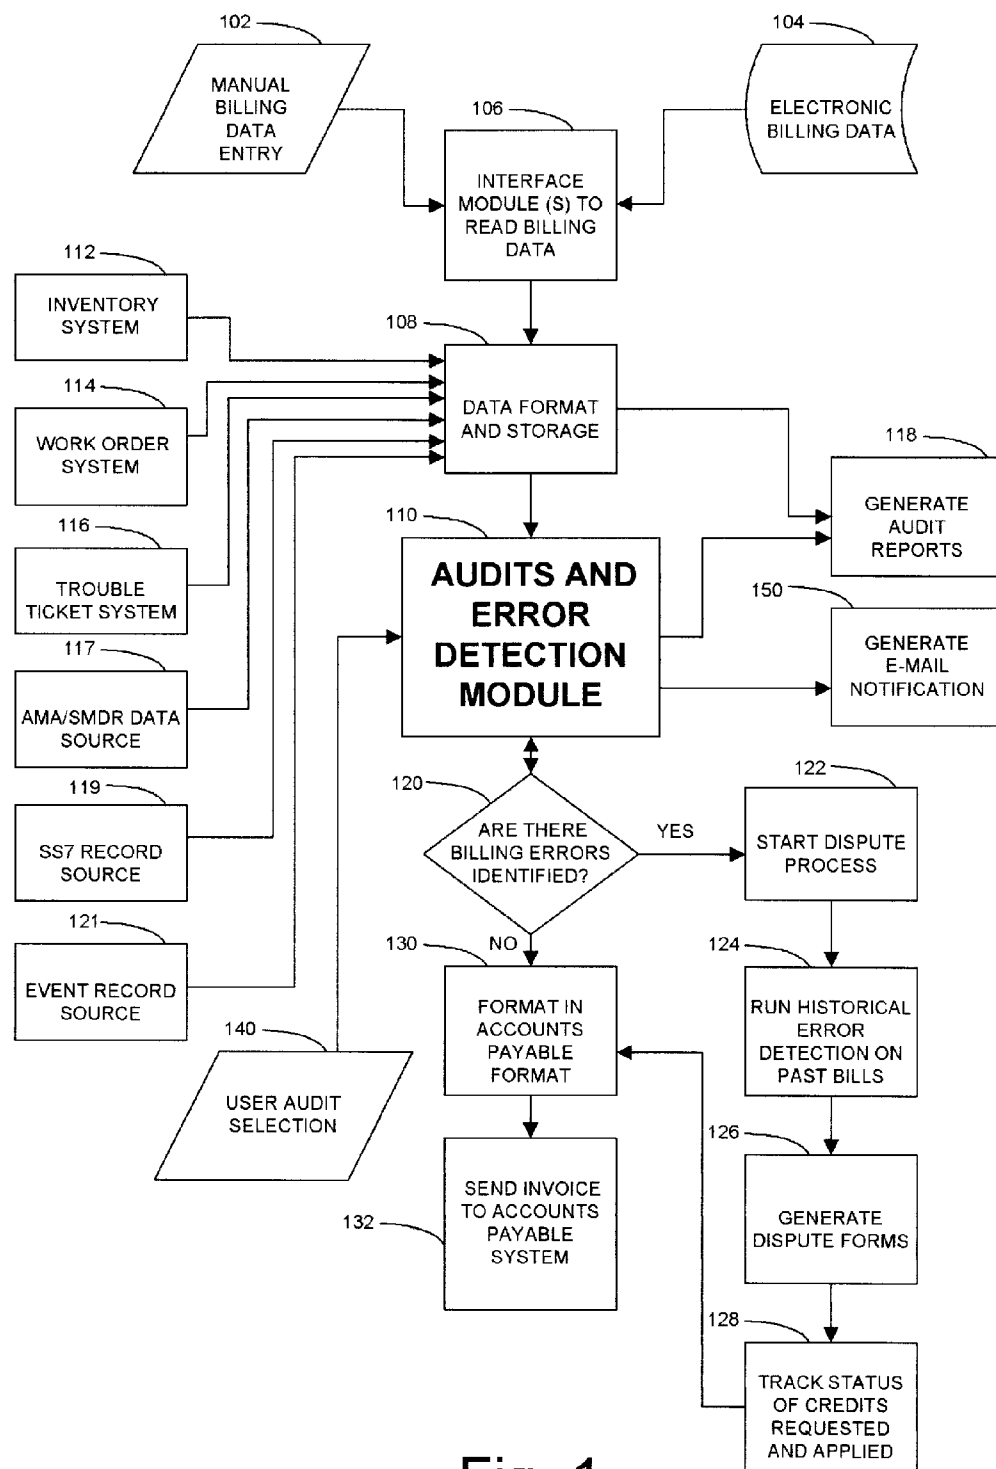 102
MANUAL
BILLING
DATA
ENTRY
104
ELECTRONIC
BILLING DATA
106
INTERFACE
MODULE (S) TO
READ BILLING
DATA
112
INVENTORY
SYSTEM
108
DATA FORMAT
AND STORAGE
114
WORK ORDER
SYSTEM
118
GENERATE
AUDIT
REPORTS
116
TROUBLE
TICKET SYSTEM
110
AUDITS AND
ERROR
DETECTION
MODULE
150
GENERATE
E-MAIL
NOTIFICATION
117
AMA/SMDR DATA
SOURCE
119
SS7 RECORD
SOURCE
120
ARE THERE
BILLING ERRORS
IDENTIFIED?
YES
122
START DISPUTE
PROCESS
121
EVENT RECORD
SOURCE
NO
130
FORMAT IN
ACCOUNTS
PAYABLE
FORMAT
124
RUN HISTORICAL
ERROR
DETECTION ON
PAST BILLS
140
USER AUDIT
SELECTION
132
SEND INVOICE
TO ACCOUNTS
PAYABLE
SYSTEM
126
GENERATE
DISPUTE FORMS
128
TRACK STATUS
OF CREDITS
REQUESTED
AND APPLIED
Fig. 1